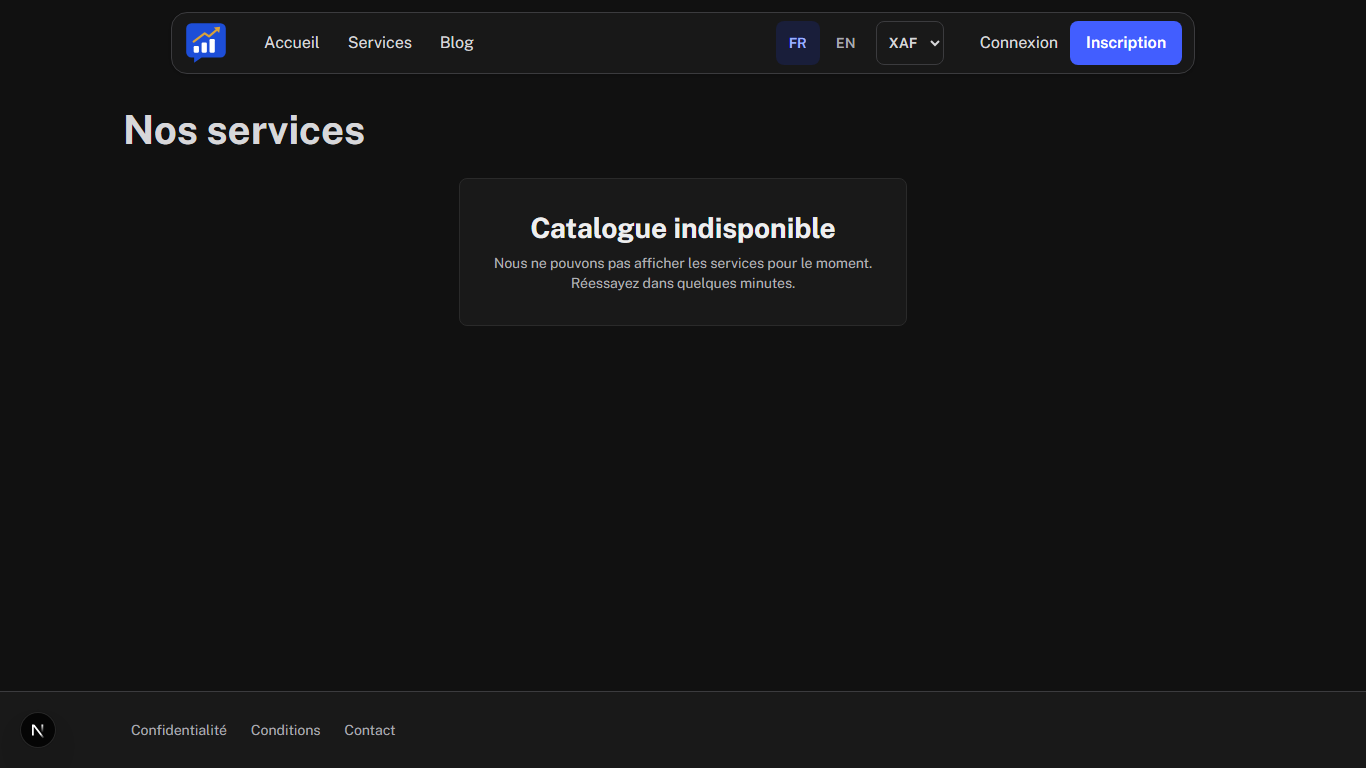 Accueil Services Blog FR EN XAF Connexion Inscription
Nos services
Catalogue indisponible
Nous ne pouvons pas afficher les services pour le moment.
Réessayez dans quelques minutes.
N
Confidentialité Conditions Contact